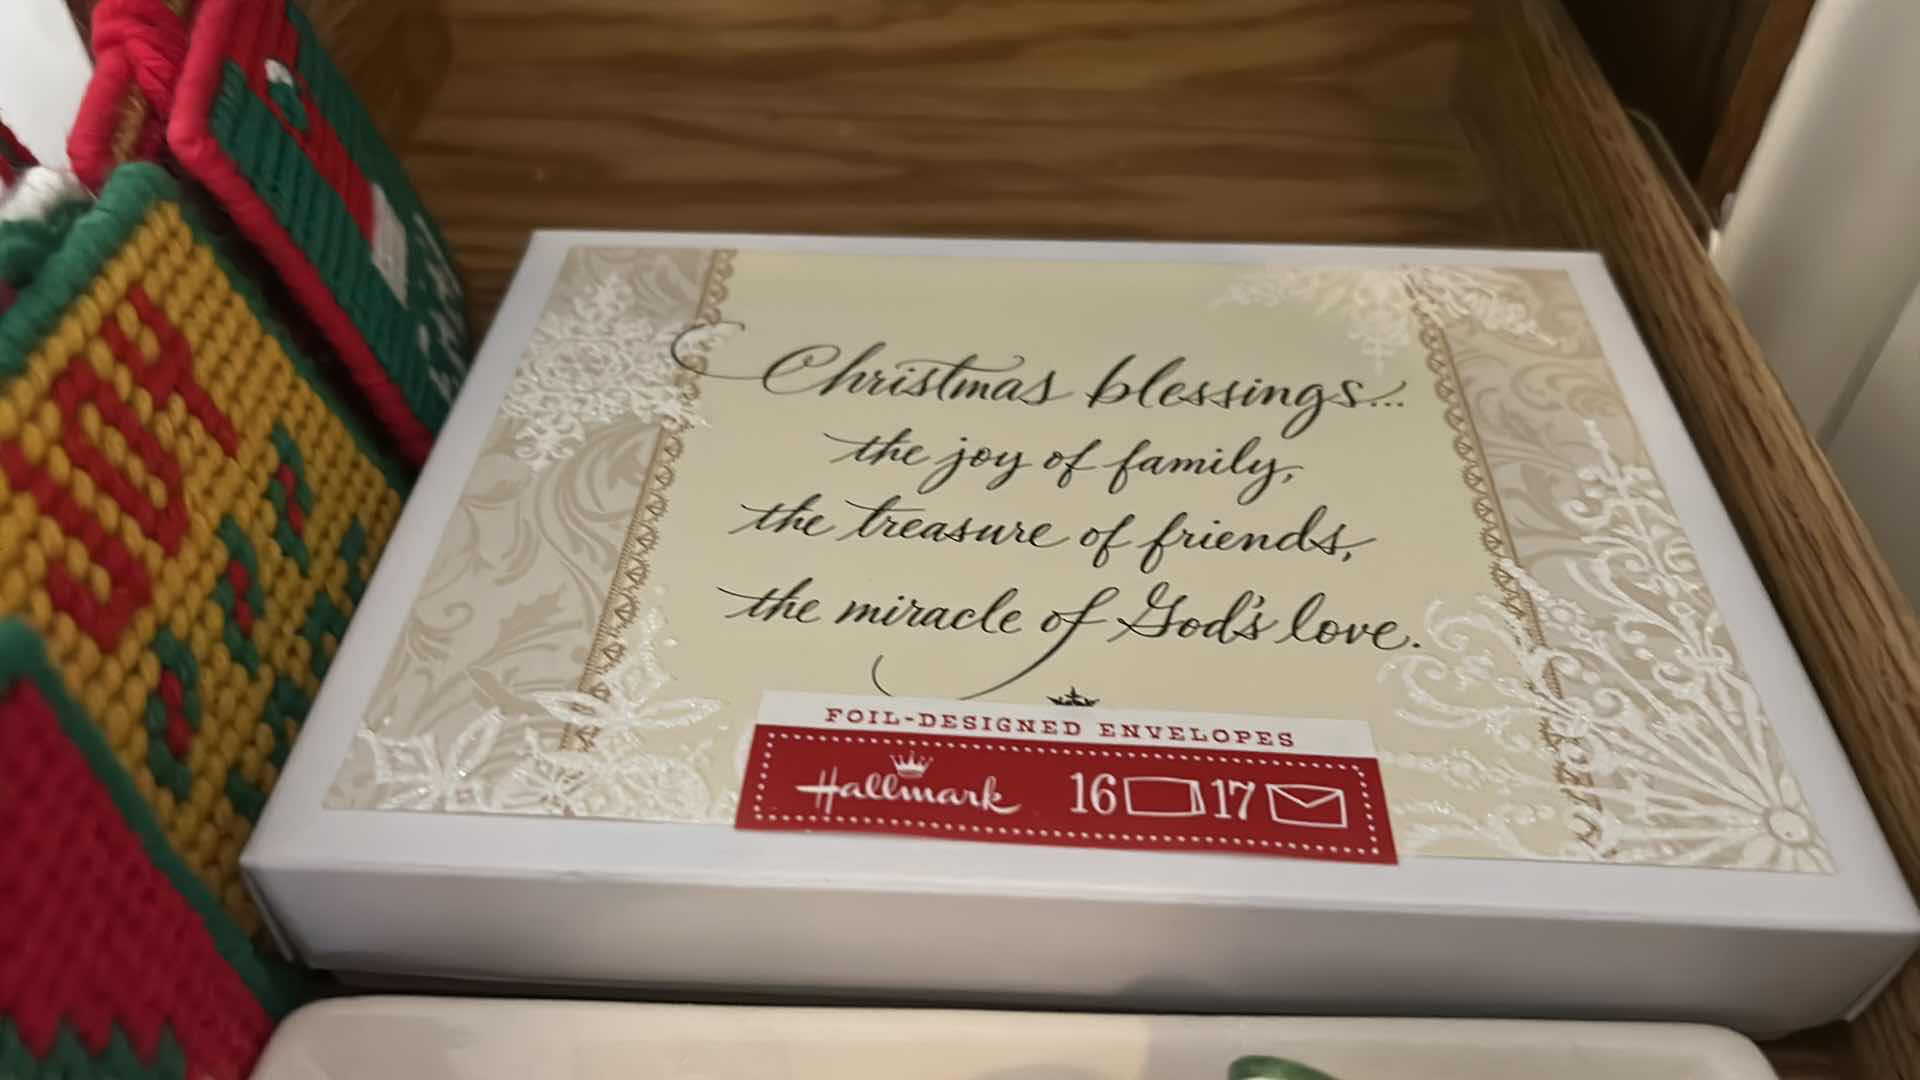 Christmas blessings...
the joy of family,
the treasure of friends,
the miracle of God's love.
FOIL-DESIGNED ENVELOPES
Hallmark 16 17
JOY